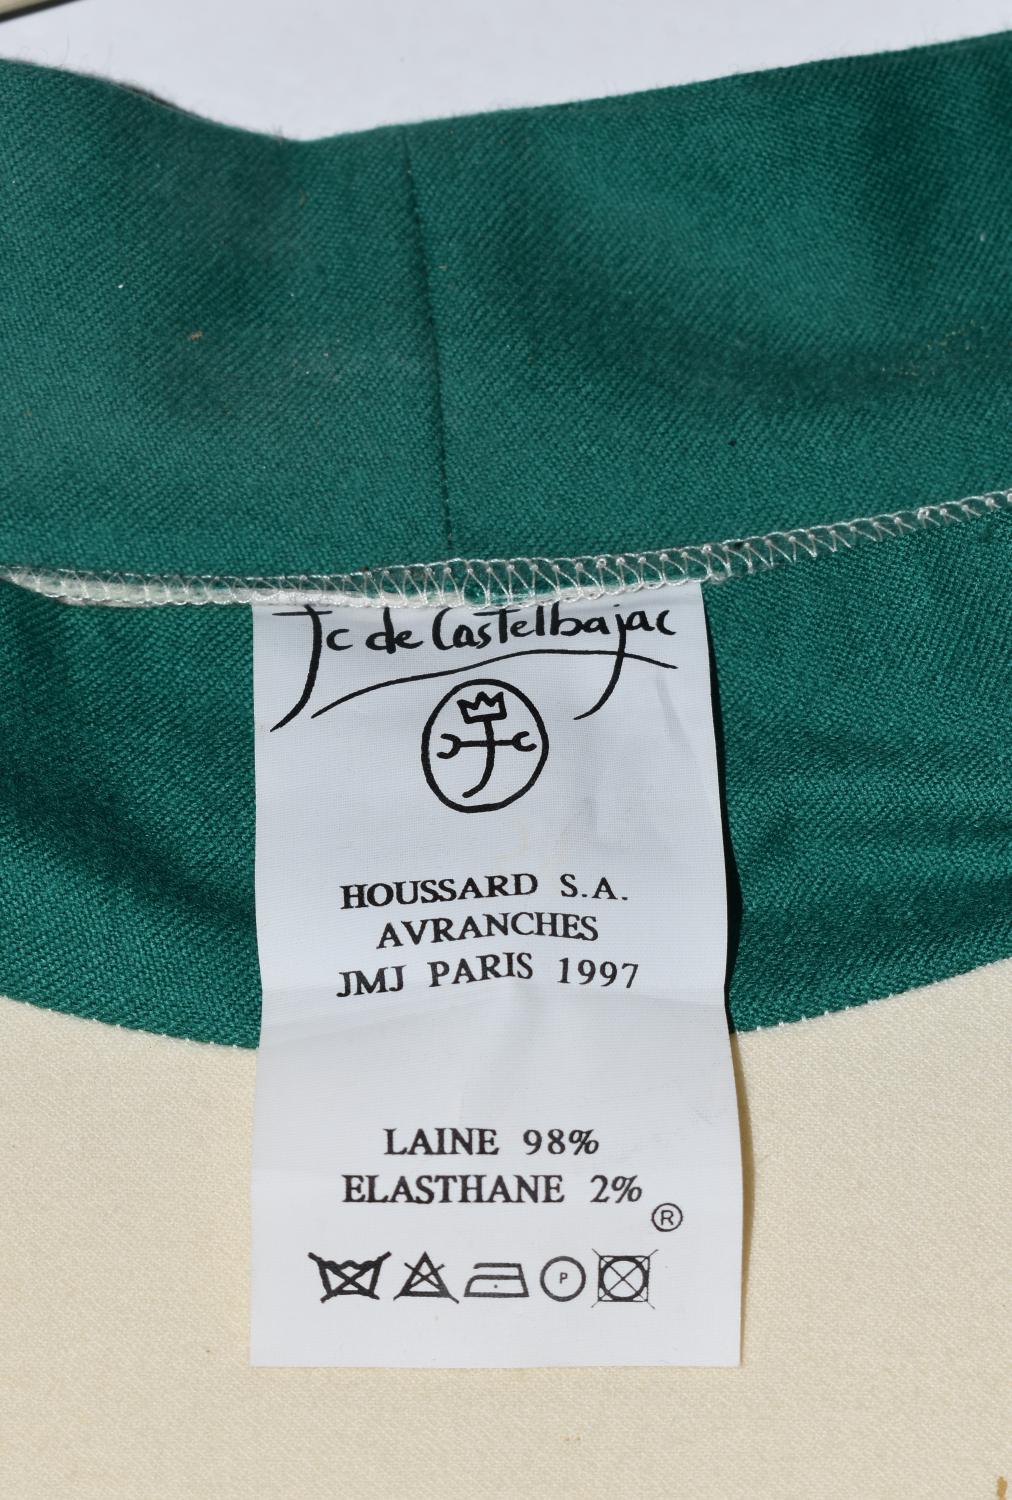 Jc de Castelbajac
HOUSSARD S.A.
AVRANCHES
JMJ PARIS 1997
LAINE 98%
ELASTHANE 2%
®
P